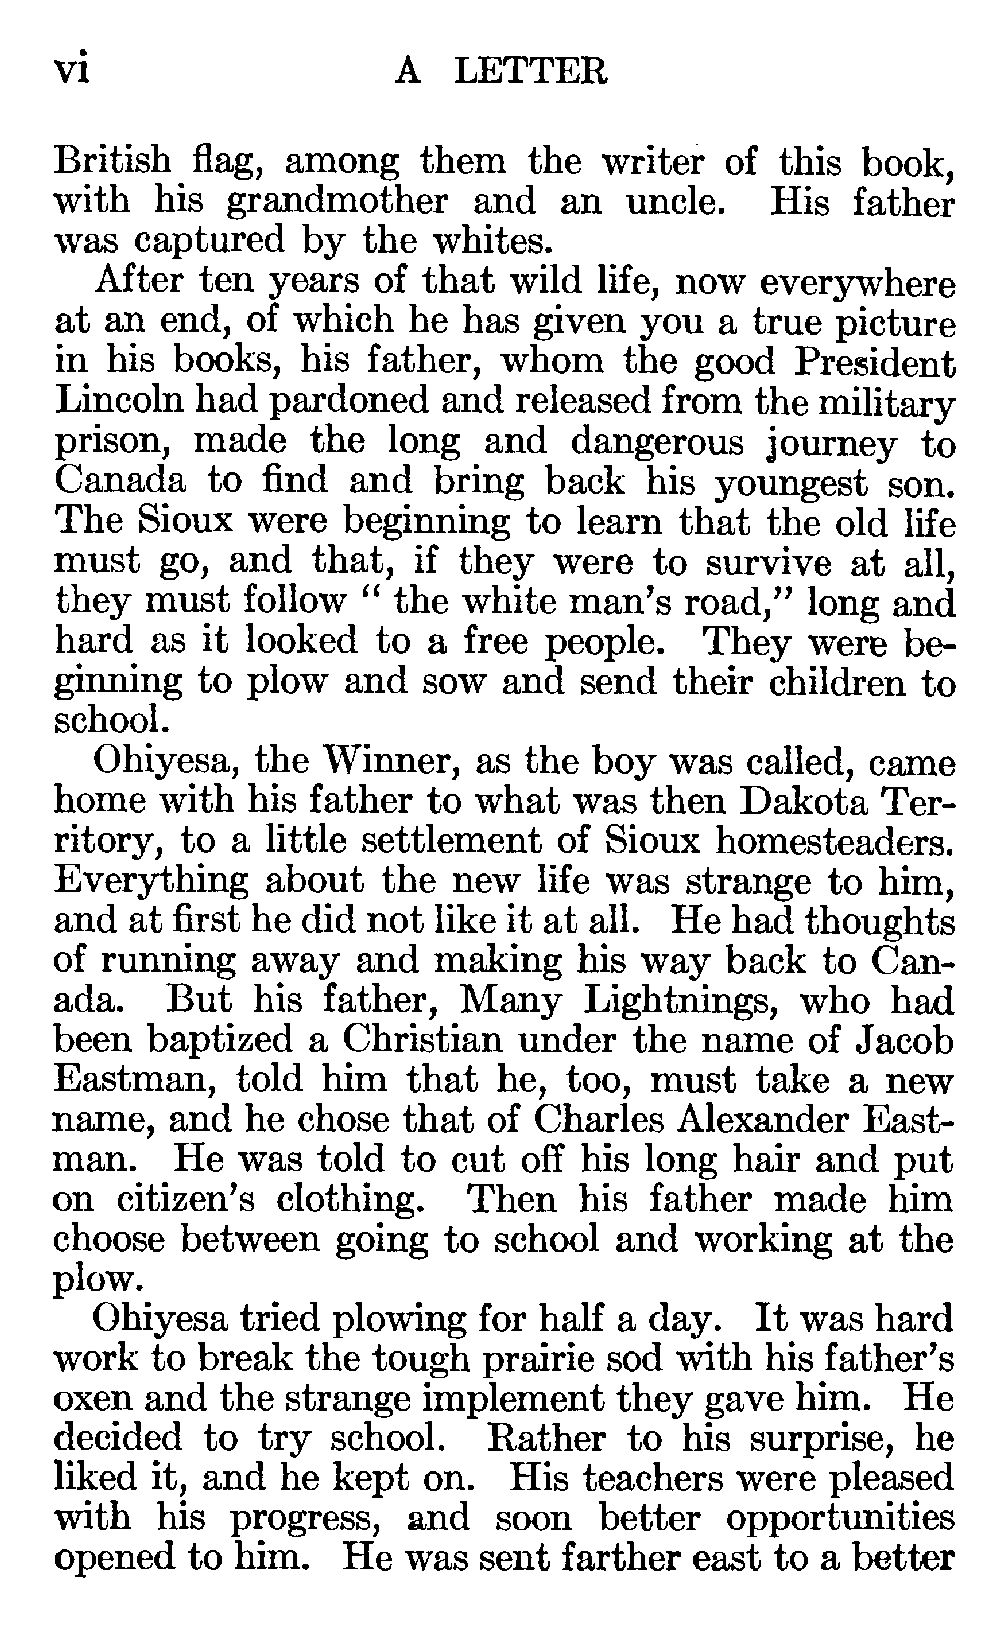 vi A LETTER
British flag, among them the writer of this book,
with his grandmother and an uncle. His father
was captured by the whites.
After ten years of that wild life, now everywhere
at an end, of which he has given you a true picture
in his books, his father, whom the good President
Lincoln had pardoned and released from the military
prison, made the long and dangerous journey to
Canada to find and bring back his youngest son.
The Sioux were beginning to learn that the old life
must go, and that, if they were to survive at all,
they must follow “ the white man’s road,” long and
hard as it looked to a free people. They were be-
ginning to plow and sow and send their children to
school.
Ohiyesa, the Winner, as the boy was called, came
home with his father to what was then Dakota Ter-
ritory, to a little settlement of Sioux homesteaders.
Everything about the new life was strange to him,
and at first he did not like it at all. He had thoughts
of running away and making his way back to Can-
ada. But his father, Many Lightnings, who had
been baptized a Christian under the name of Jacob
Eastman, told him that he, too, must take a new
name, and he chose that of Charles Alexander East-
man. He was told to cut off his long hair and put
on citizen’s clothing. Then his father made him
choose between going to school and working at the
plow.
Ohiyesa tried plowing for half a day. It was hard
work to break the tough prairie sod with his father’s
oxen and the strange implement they gave him. He
decided to try school. Rather to his surprise, he
liked it, and he kept on. His teachers were pleased
with his progress, and soon better opportunities
opened to him. He was sent farther east to a better